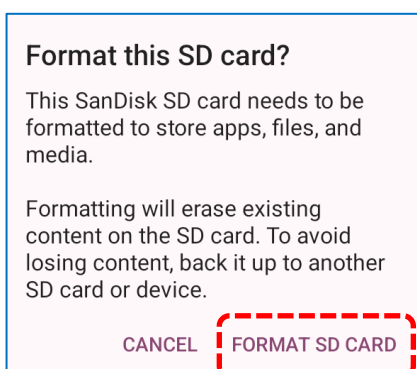 Format this SD card?
This SanDisk SD card needs to be
formatted to store apps, files, and
media.
Formatting will erase existing
content on the SD card. To avoid
losing content, back it up to another
SD card or device.
CANCEL FORMAT SD CARD